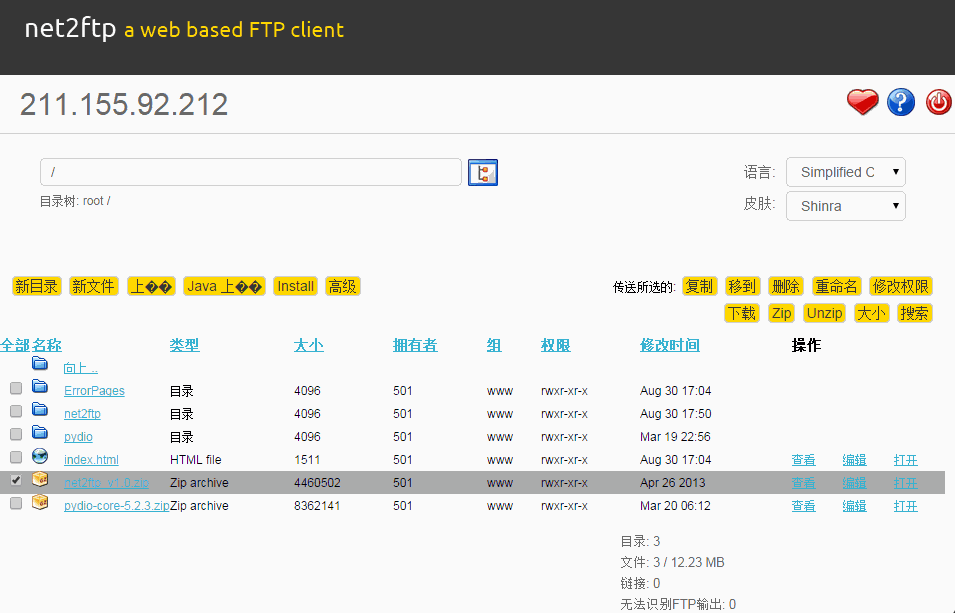 net2ftp a web based FTP client
211.155.92.212
/
目录树: root /
语言: Simplified C
皮肤: Shinra
新目录 新文件 上�� Java 上�� Install 高级
传送所选的: 复制 移到 删除 重命名 修改权限
下载 Zip Unzip 大小 搜索
全部 名称 类型 大小 拥有者 组 权限 修改时间 操作
向上 ..
ErrorPages 目录 4096 501 www rwxr-xr-x Aug 30 17:04
net2ftp 目录 4096 501 www rwxr-xr-x Aug 30 17:50
pydio 目录 4096 501 www rwxr-xr-x Mar 19 22:56
index.html HTML file 1511 501 www rwxr-xr-x Aug 30 17:04 查看 编辑 打开
net2ftp_v1.0.zip Zip archive 4460502 501 www rwxr-xr-x Apr 26 2013 查看 编辑 打开
pydio-core-5.2.3.zip Zip archive 8362141 501 www rwxr-xr-x Mar 20 06:12 查看 编辑 打开
目录: 3
文件: 3 / 12.23 MB
链接: 0
无法识别FTP输出: 0